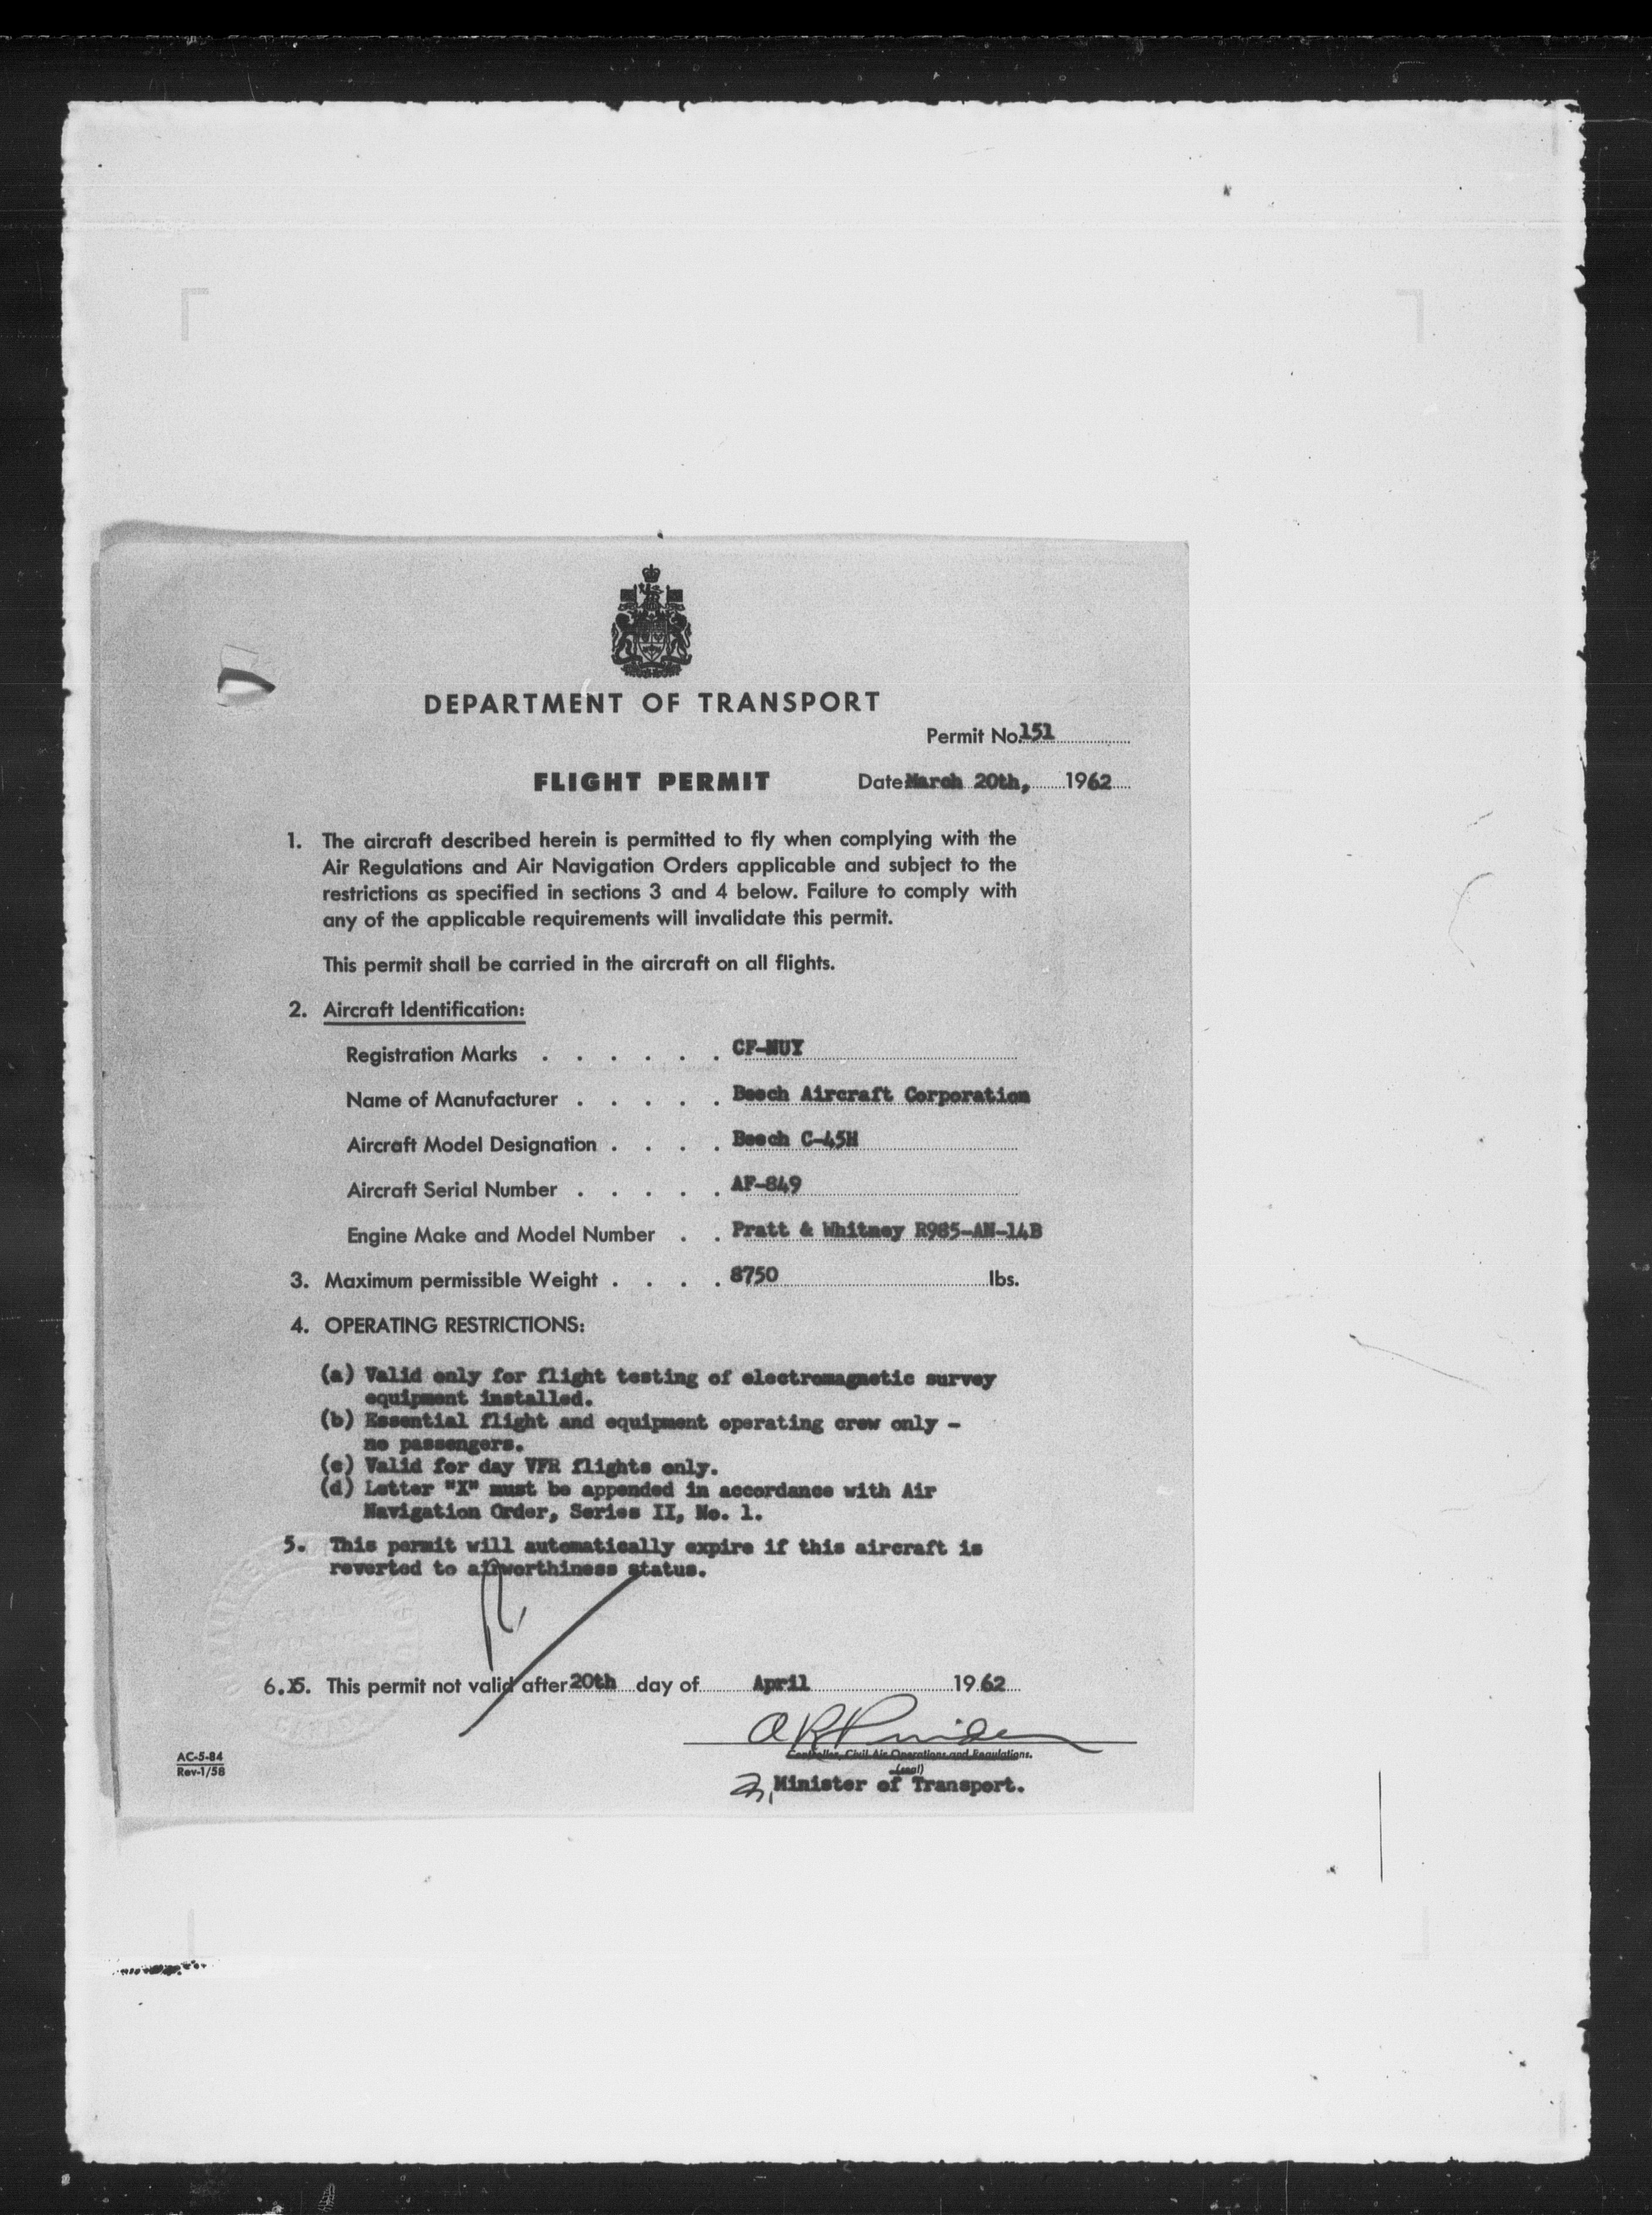 DEPARTMENT OF TRANSPORT
Permit No. 151
FLIGHT PERMIT
Date March 20th, 1962
1. The aircraft described herein is permitted to fly when complying with the
Air Regulations and Air Navigation Orders applicable and subject to the
restrictions as specified in sections 3 and 4 below. Failure to comply with
any of the applicable requirements will invalidate this permit.
This permit shall be carried in the aircraft on all flights.
2. Aircraft Identification:
Registration Marks . . . . . . CF-MUY
Name of Manufacturer . . . . . Beech Aircraft Corporation
Aircraft Model Designation . . . . Beech C-45H
Aircraft Serial Number . . . . . AF-849
Engine Make and Model Number . . Pratt & Whitney R985-AN-14B
3. Maximum permissible Weight . . . . 8750 lbs.
4. OPERATING RESTRICTIONS:
(a) Valid only for flight testing of electromagnetic survey
equipment installed.
(b) Essential flight and equipment operating crew only -
no passengers.
(c) Valid for day VFR flights only.
(d) Letter "X" must be appended in accordance with Air
Navigation Order, Series II, No. 1.
5. This permit will automatically expire if this aircraft is
reverted to airworthiness status.
6. 5. This permit not valid after 20th day of April 1962
Controller, Civil Air Operations and Regulations.
(seal)
Minister of Transport.
AC-5-84
Rev-1/58
CANADA